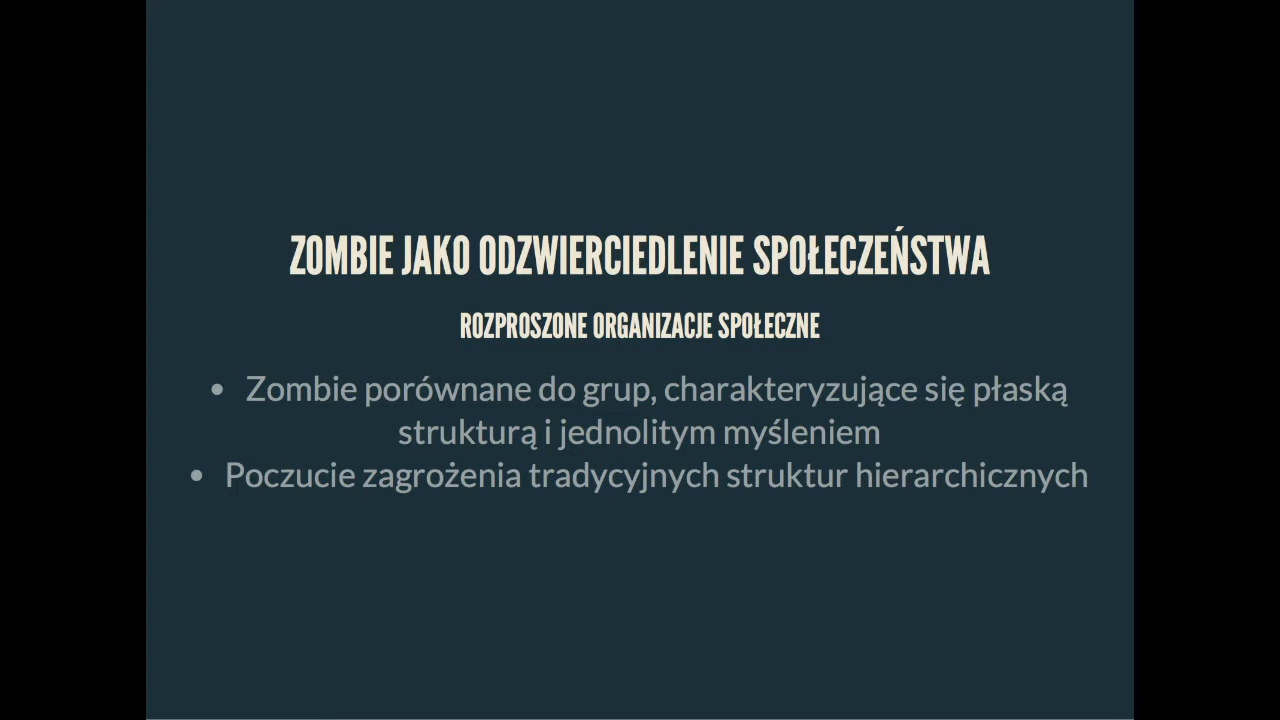 ZOMBIE JAKO ODZWIERCIEDLENIE SPOŁECZEŃSTWA
ROZPROSZONE ORGANIZACJE SPOŁECZNE
• Zombie porównane do grup, charakteryzujące się płaską
strukturą i jednolitym myśleniem
• Poczucie zagrożenia tradycyjnych struktur hierarchicznych